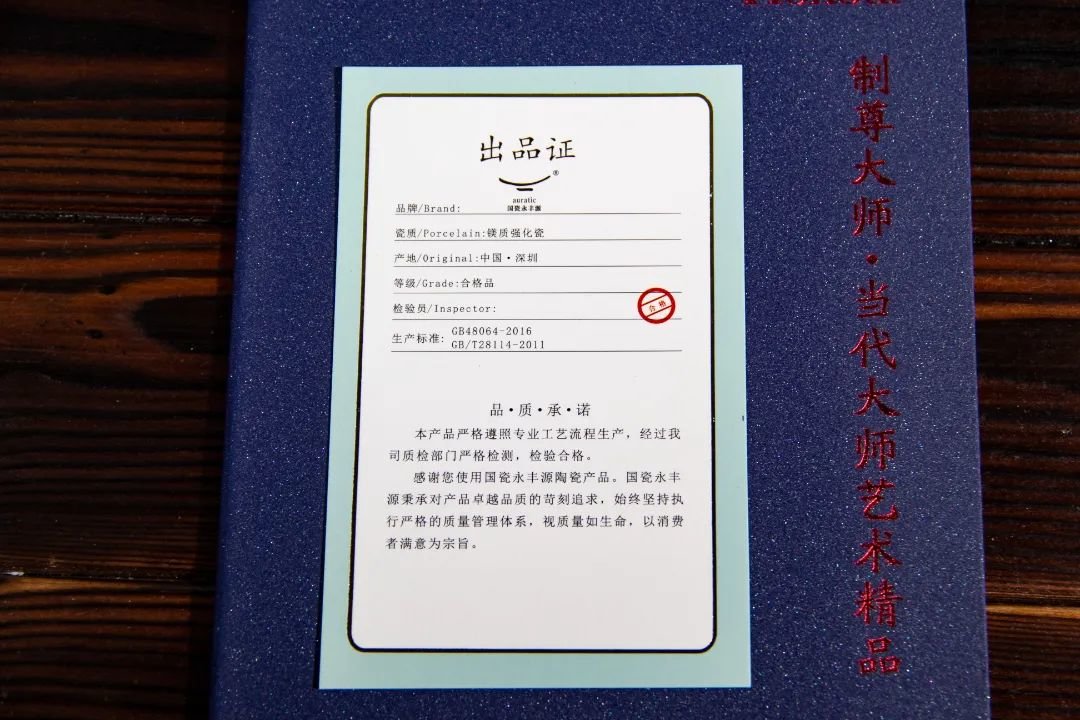 出品证
®
auratic
国瓷永丰源
品牌/Brand:
瓷质/Porcelain:镁质强化瓷
产地/Original:中国·深圳
等级/Grade:合格品
检验员/Inspector:
合格
生产标准:
GB48064-2016
GB/T28114-2011
品·质·承·诺
本产品严格遵照专业工艺流程生产，经过我
司质检部门严格检测，检验合格。
感谢您使用国瓷永丰源陶瓷产品。国瓷永丰
源秉承对产品卓越品质的苛刻追求，始终坚持执
行严格的质量管理体系，视质量如生命，以消费
者满意为宗旨。
制尊大师·当代大师艺术精品